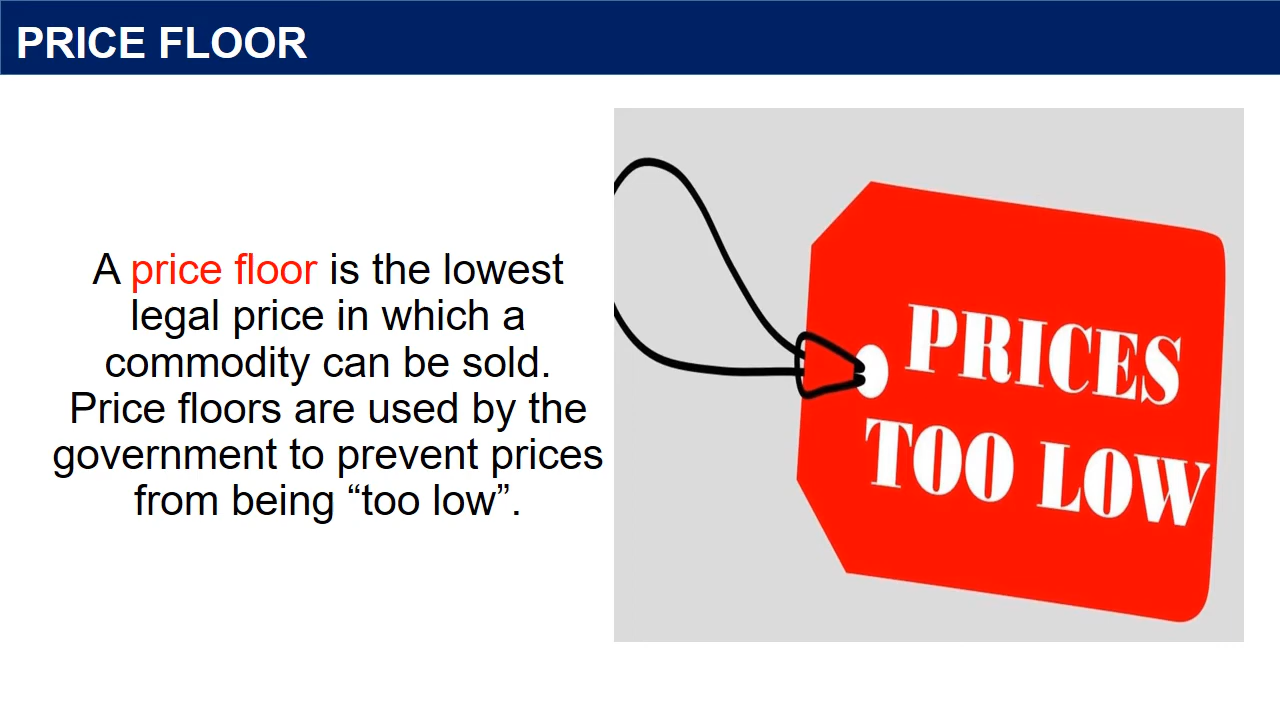 PRICE FLOOR
A price floor is the lowest
legal price in which a
commodity can be sold.
Price floors are used by the
government to prevent prices
from being “too low”.
PRICES
TOO LOW